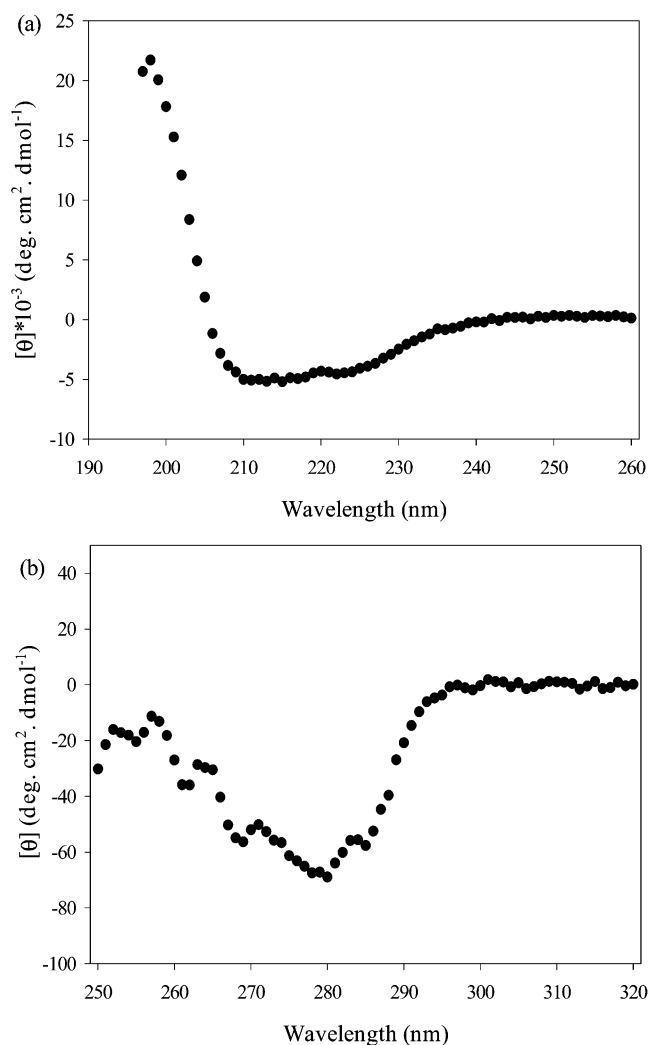 (a)
25
20
15
10
5
0
-5
-10
[θ]*10⁻³ (deg. cm². dmol⁻¹)
190 200 210 220 230 240 250 260
Wavelength (nm)
(b)
40
20
0
-20
-40
-60
-80
-100
[θ] (deg. cm². dmol⁻¹)
250 260 270 280 290 300 310 320
Wavelength (nm)